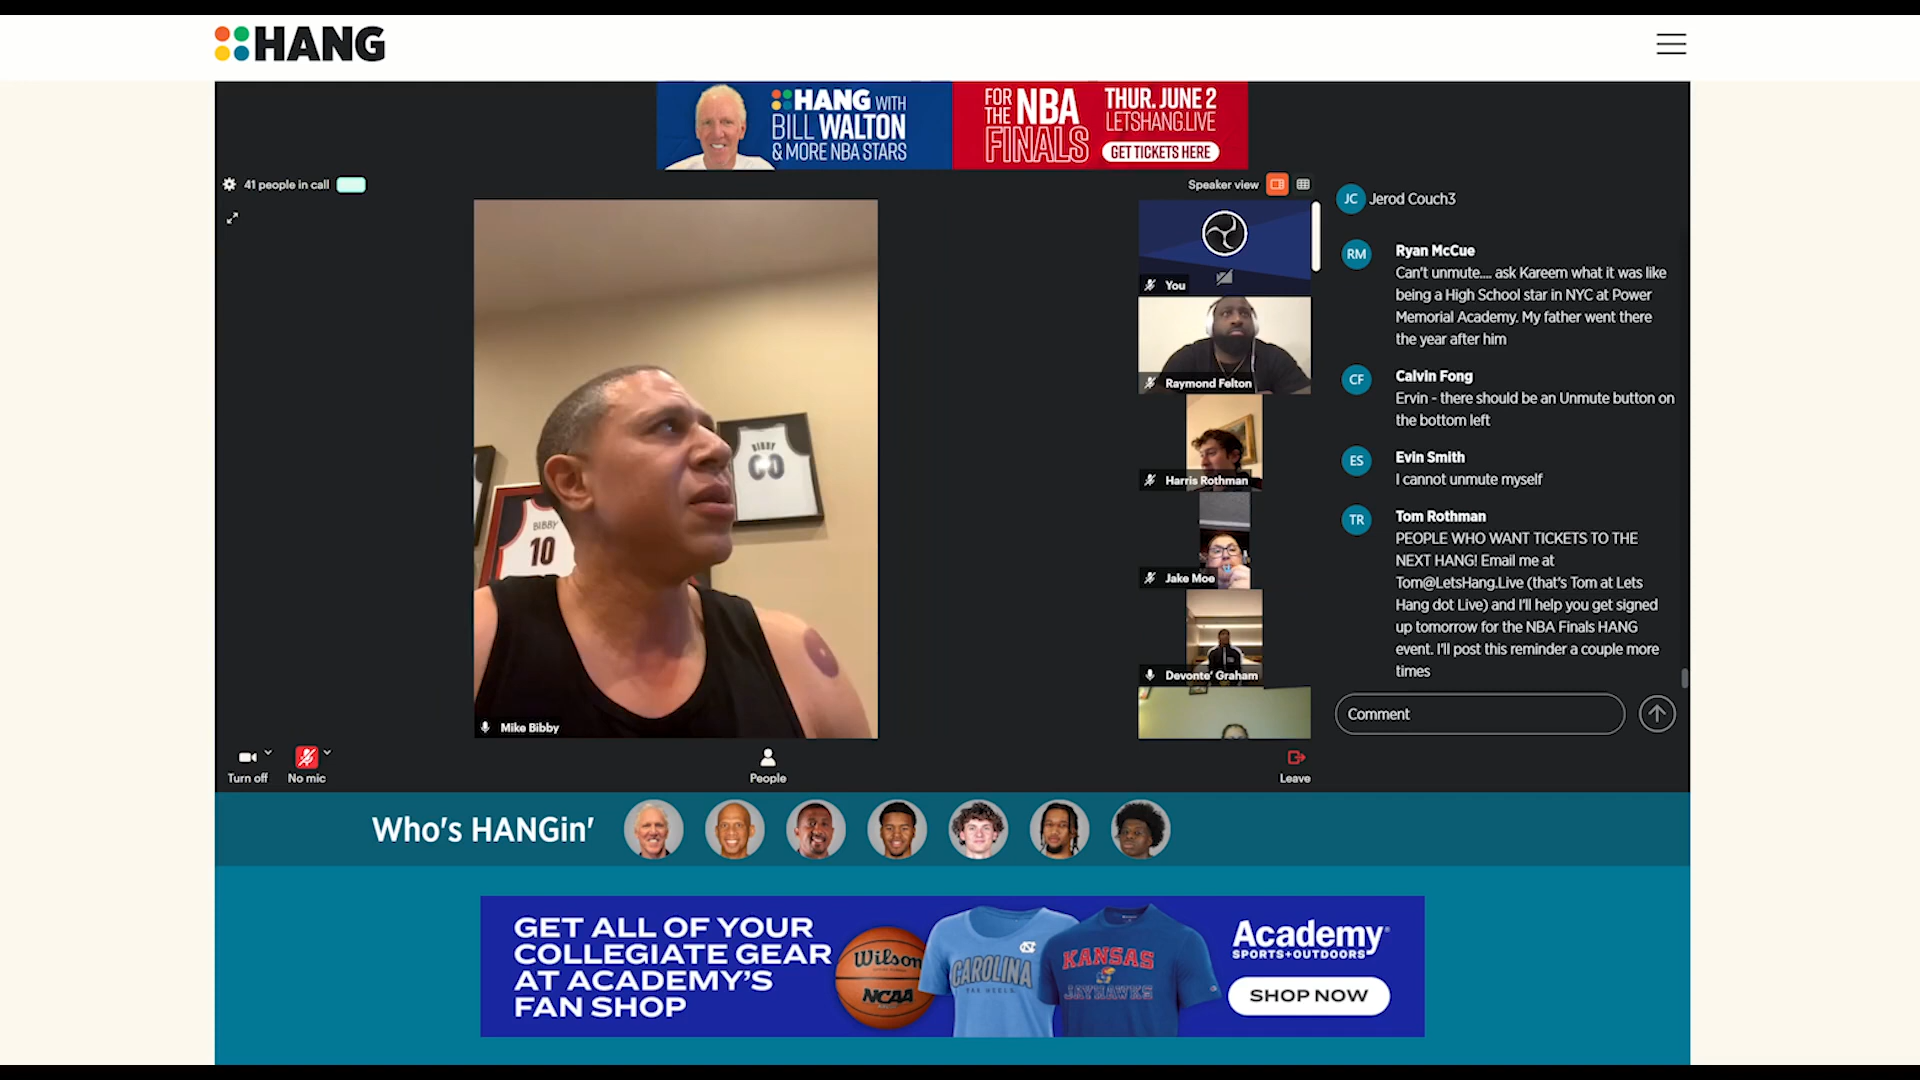 HANG
HANG WITH
BILL WALTON
& MORE NBA STARS
FOR
THE
NBA
FINALS
THUR. JUNE 2
LETSHANG.LIVE
GET TICKETS HERE
41 people in call
Speaker view
BIBBY
BIBBY
10
Mike Bibby
You
Raymond Felton
Harris Rothman
Jake Moe
Devonte' Graham
JC Jerod Couch3
RM Ryan McCue
Can't unmute.... ask Kareem what it was like
being a High School star in NYC at Power
Memorial Academy. My father went there
the year after him
CF Calvin Fong
Ervin - there should be an Unmute button on
the bottom left
ES Evin Smith
I cannot unmute myself
TR Tom Rothman
PEOPLE WHO WANT TICKETS TO THE
NEXT HANG! Email me at
Tom@LetsHang.Live (that's Tom at Lets
Hang dot Live) and I'll help you get signed
up tomorrow for the NBA Finals HANG
event. I'll post this reminder a couple more
times
Comment
Turn off
No mic
People
Leave
Who's HANGin'
GET ALL OF YOUR
COLLEGIATE GEAR
AT ACADEMY'S
FAN SHOP
Wilson
NCAA
NC
CAROLINA
TAR HEELS
KANSAS
JAYHAWKS
Academy
SPORTS+OUTDOORS
SHOP NOW